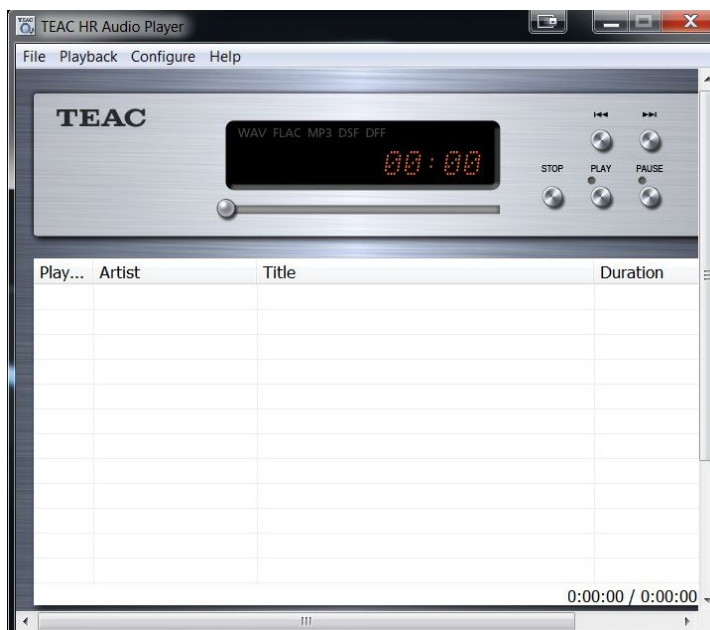 TEAC HR Audio Player
File Playback Configure Help
TEAC
WAV FLAC MP3 DSF DFF
00:00
STOP PLAY PAUSE
Play... Artist Title Duration
0:00:00 / 0:00:00